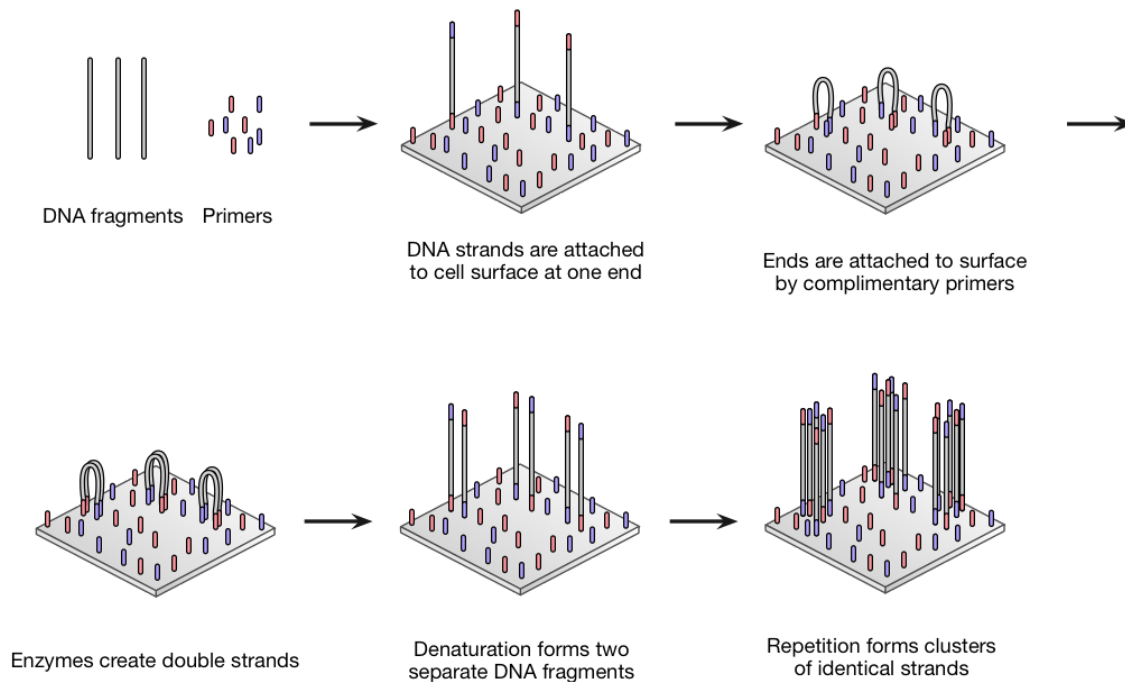 DNA fragments
Primers
DNA strands are attached
to cell surface at one end
Ends are attached to surface
by complimentary primers
Enzymes create double strands
Denaturation forms two
separate DNA fragments
Repetition forms clusters
of identical strands